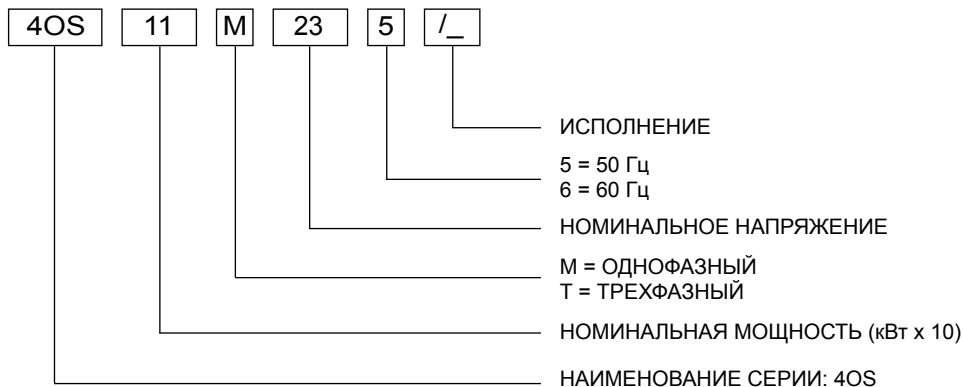 4OS 11 M 23 5 /_
ИСПОЛНЕНИЕ
5 = 50 Гц
6 = 60 Гц
НОМИНАЛЬНОЕ НАПРЯЖЕНИЕ
М = ОДНОФАЗНЫЙ
Т = ТРЕХФАЗНЫЙ
НОМИНАЛЬНАЯ МОЩНОСТЬ (кВт x 10)
НАИМЕНОВАНИЕ СЕРИИ: 4OS